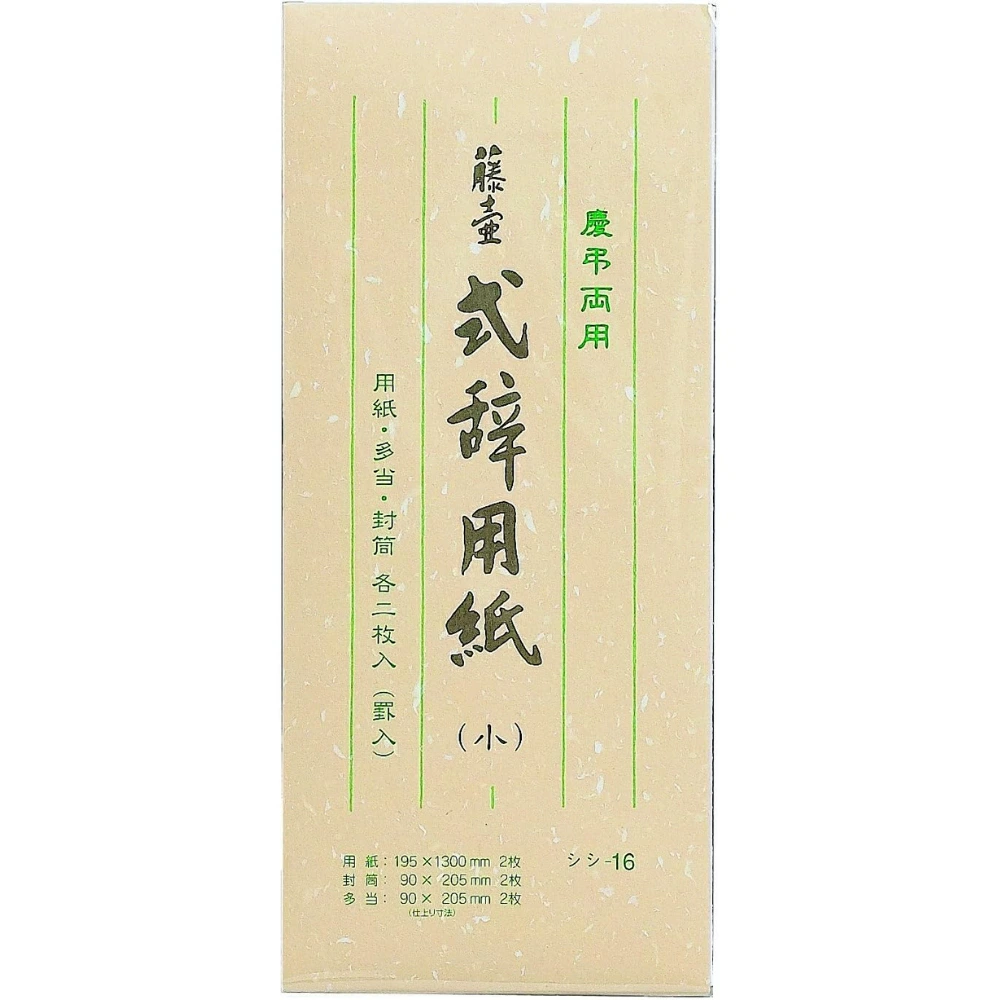 慶弔両用
藤壺
式辞用紙
(小)
用紙・多当・封筒 各二枚入(罫入)
用 紙: 195×1300mm 2枚
封 筒: 90× 205mm 2枚
多 当: 90× 205mm 2枚
(仕上り寸法)
シシ-16